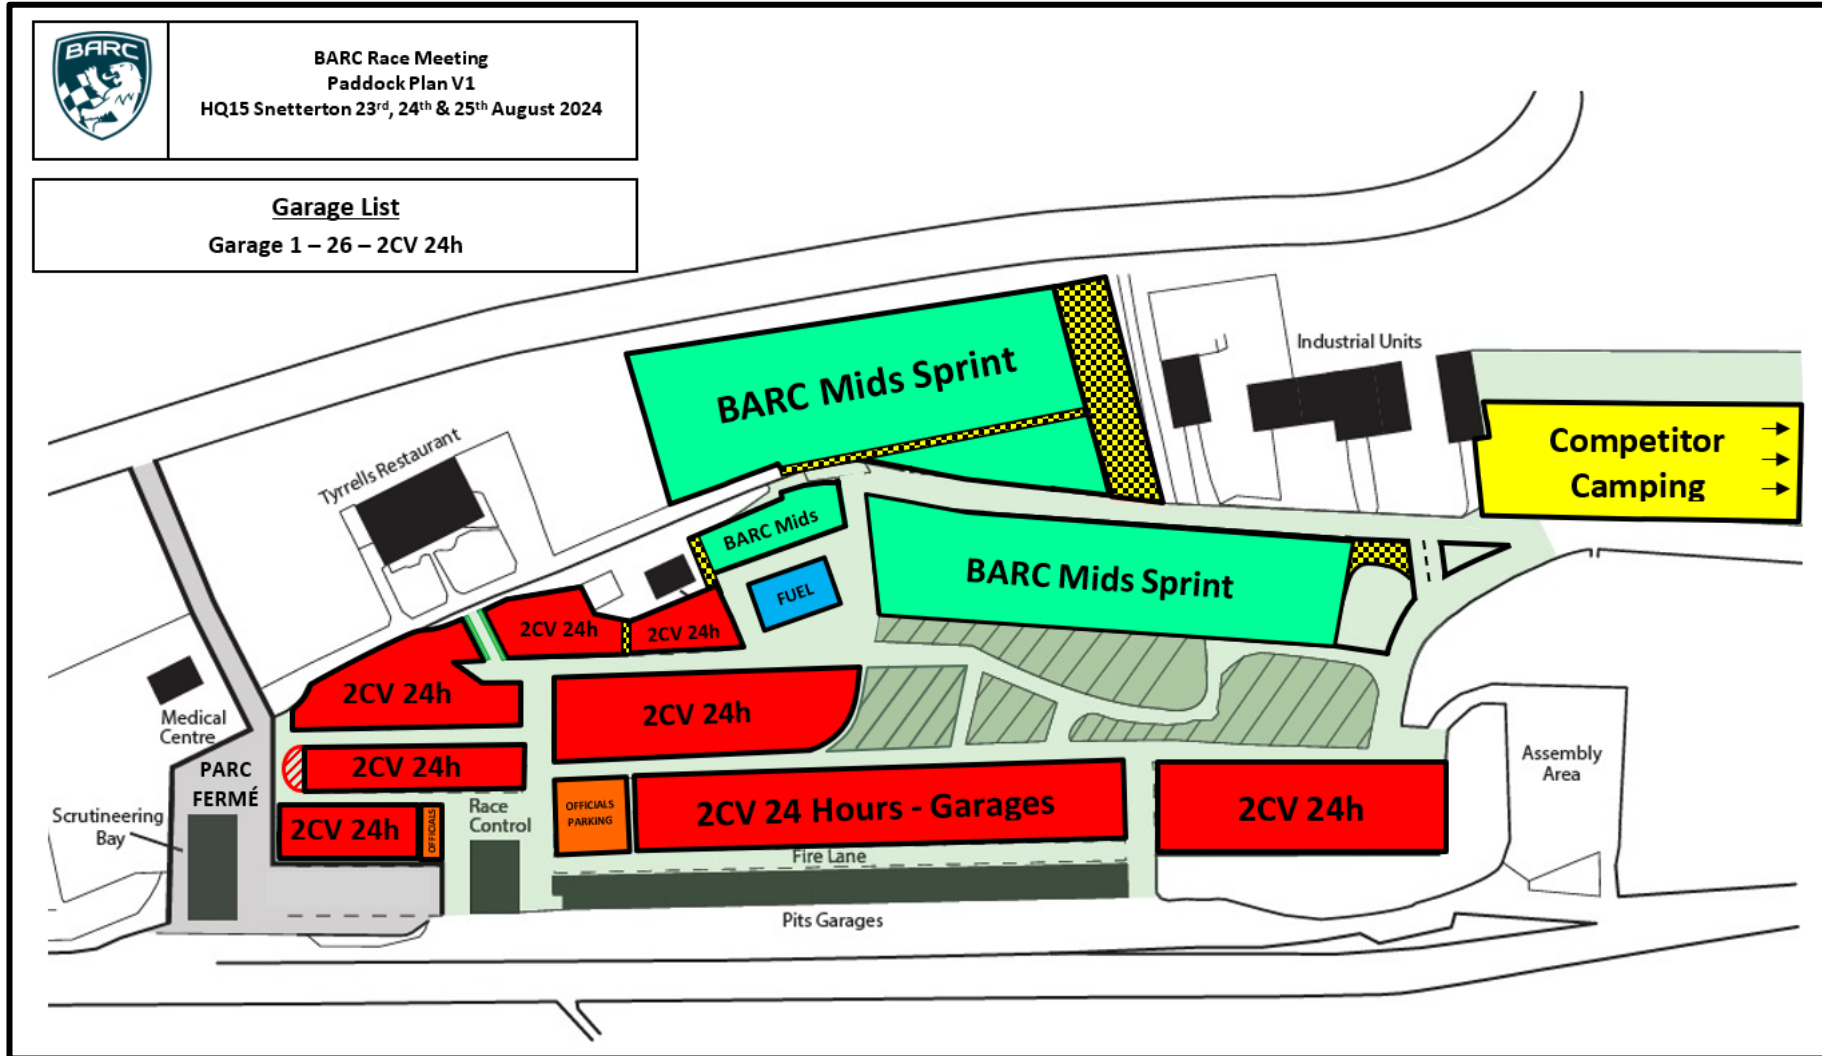 BARC
BARC Race Meeting
Paddock Plan V1
HQ15 Snetterton 23rd, 24th & 25th August 2024
Garage List
Garage 1 – 26 – 2CV 24h
BARC Mids Sprint
Industrial Units
Competitor
Camping
Tyrrells Restaurant
BARC Mids
BARC Mids Sprint
FUEL
2CV 24h
2CV 24h
2CV 24h
2CV 24h
Medical
Centre
PARC
FERMÉ
2CV 24h
Assembly
Area
Scrutineering
Bay
2CV 24h
OFFICIALS
Race
Control
OFFICIALS
PARKING
2CV 24 Hours - Garages
2CV 24h
Fire Lane
Pits Garages